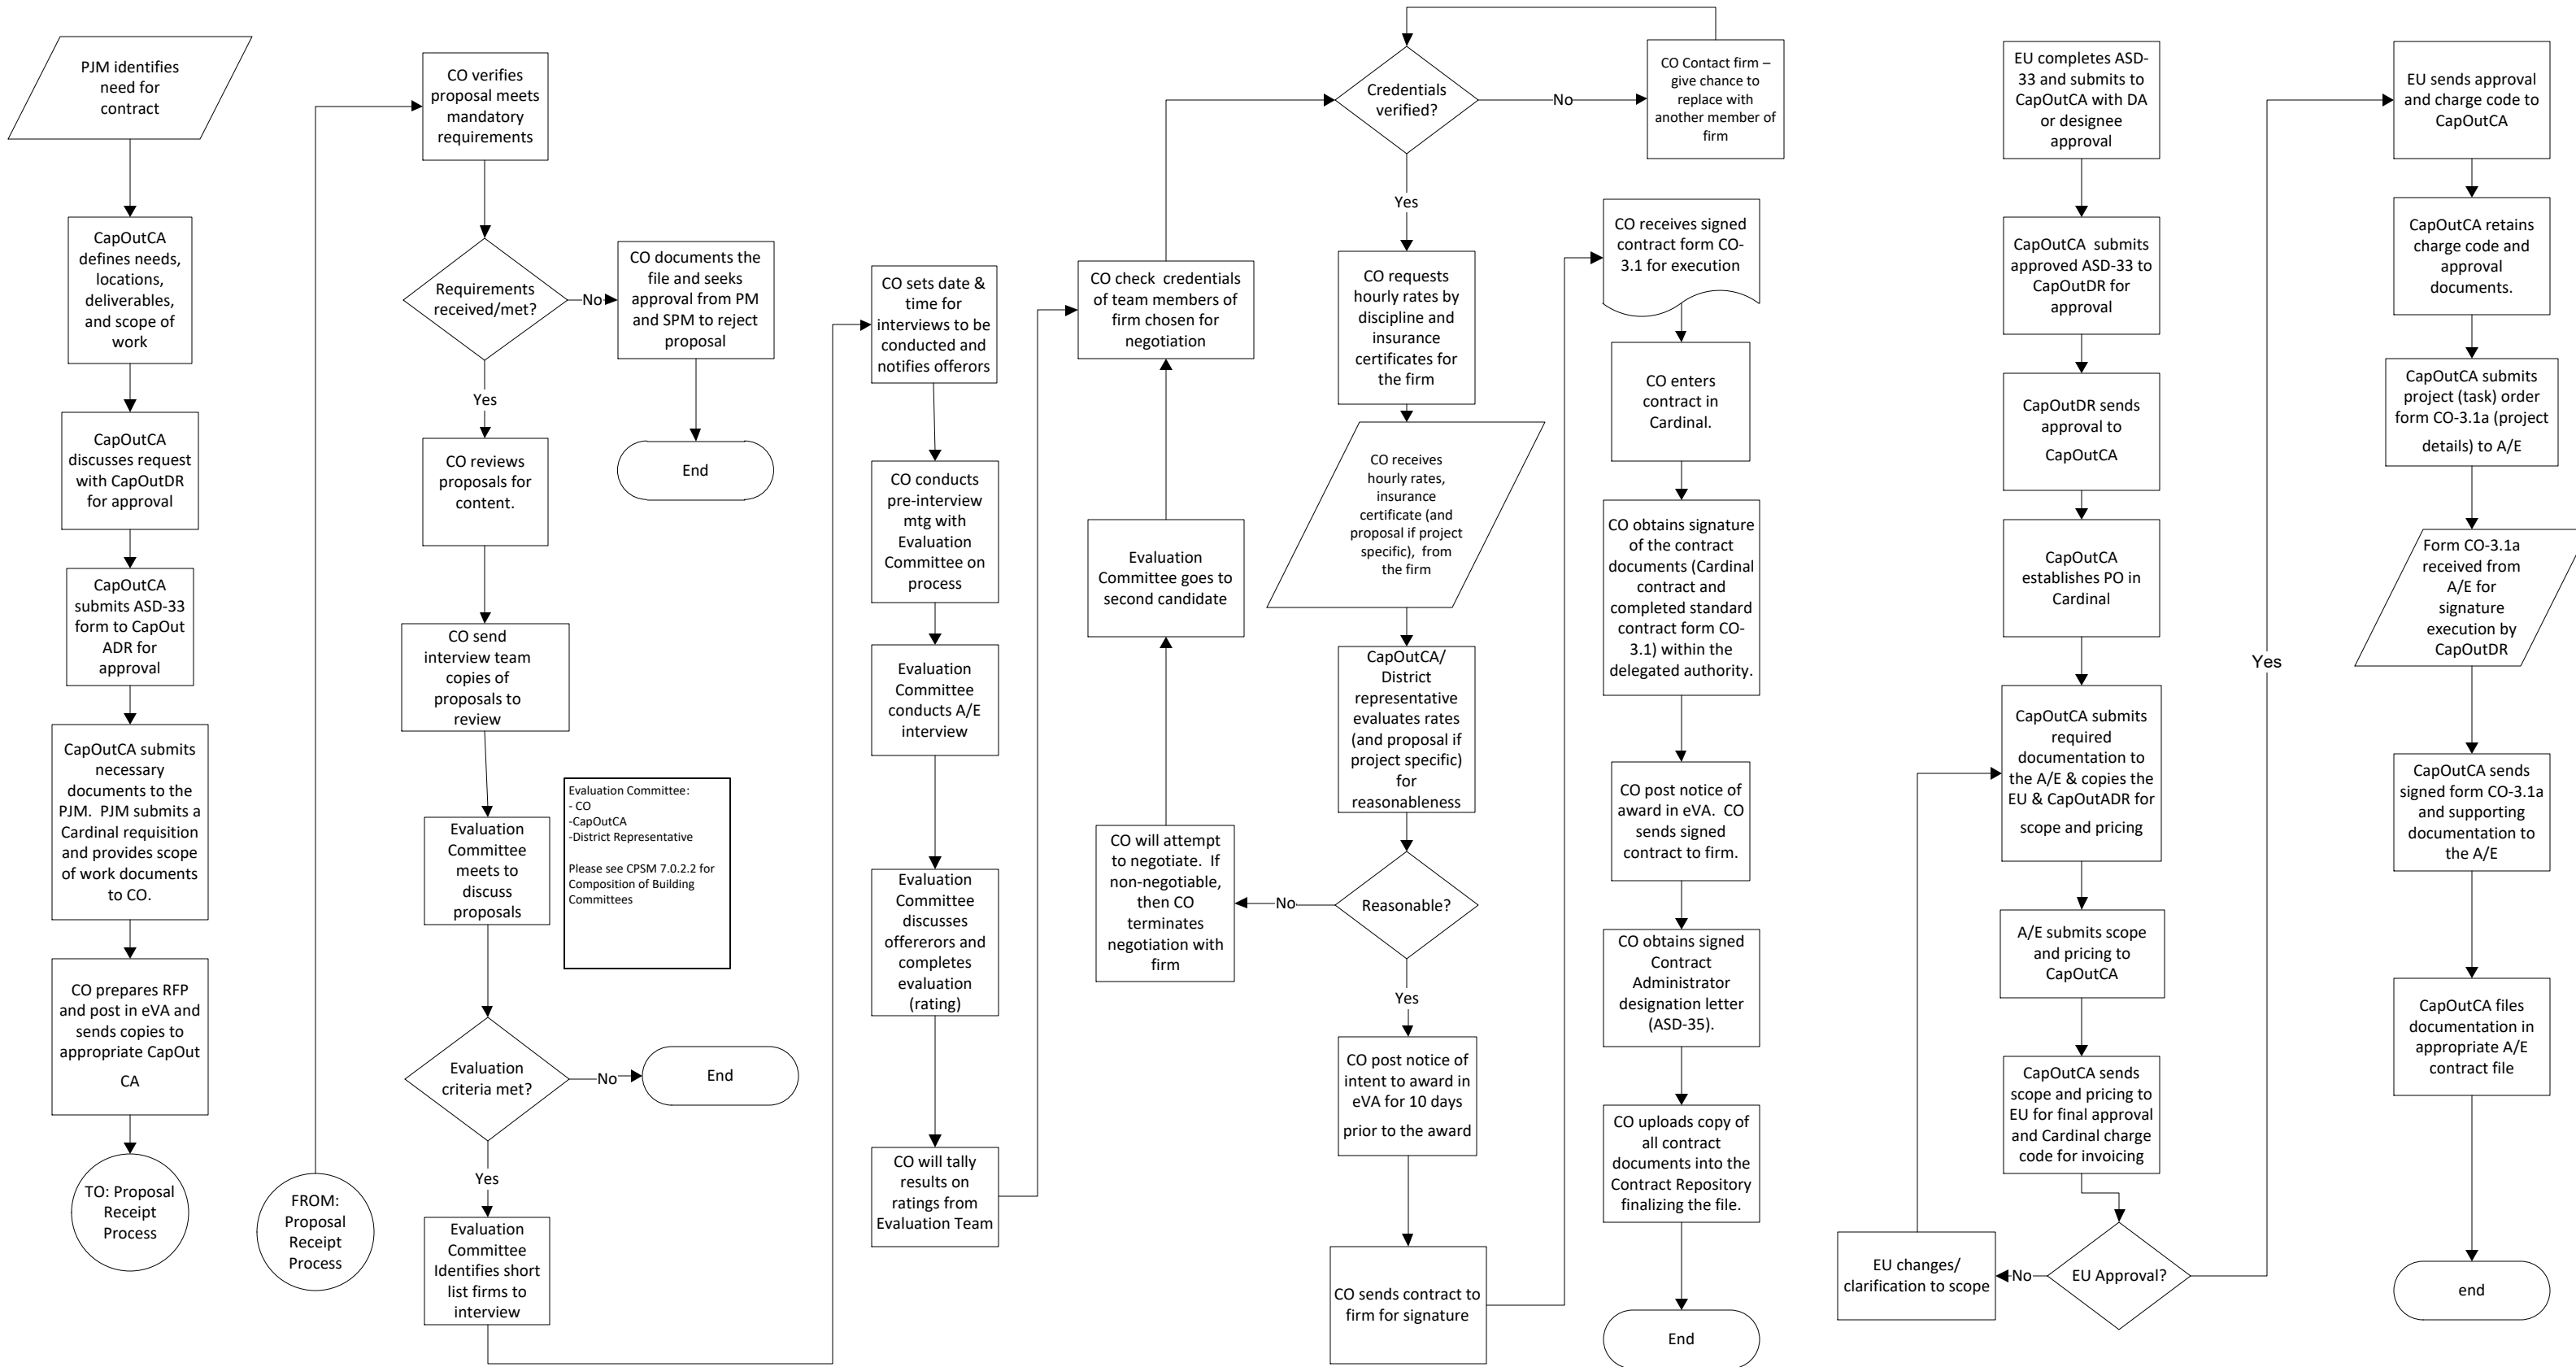 PJM identifies
need for
contract
CapOutCA
defines needs,
locations,
deliverables,
and scope of
work
CapOutCA
discusses request
with CapOutDR
for approval
CapOutCA
submits ASD-33
form to CapOut
ADR for
approval
CapOutCA submits
necessary
documents to the
PJM.  PJM submits a
Cardinal requisition
and provides scope
of work documents
to CO.
CO prepares RFP
and post in eVA and
sends copies to
appropriate CapOut
CA
TO: Proposal
Receipt
Process
FROM:
Proposal
Receipt
Process
CO verifies
proposal meets
mandatory
requirements
Requirements
received/met?
No
CO documents the
file and seeks
approval from PM
and SPM to reject
proposal
End
Yes
CO reviews
proposals for
content.
CO send
interview team
copies of
proposals to
review
Evaluation
Committee
meets to
discuss
proposals
Evaluation Committee:
- CO
-CapOutCA
-District Representative
Please see CPSM 7.0.2.2 for
Composition of Building
Committees
Evaluation
criteria met?
No
End
Yes
Evaluation
Committee
Identifies short
list firms to
interview
CO sets date &
time for
interviews to be
conducted and
notifies offerors
CO conducts
pre-interview
mtg with
Evaluation
Committee on
process
Evaluation
Committee
conducts A/E
interview
Evaluation
Committee
discusses
offererors and
completes
evaluation
(rating)
CO will tally
results on
ratings from
Evaluation Team
CO check  credentials
of team members of
firm chosen for
negotiation
Evaluation
Committee goes to
second candidate
CO will attempt
to negotiate.  If
non-negotiable,
then CO
terminates
negotiation with
firm
Credentials
verified?
No
CO Contact firm –
give chance to
replace with
another member of
firm
Yes
CO requests
hourly rates by
discipline and
insurance
certificates for
the firm
CO receives
hourly rates,
insurance
certificate (and
proposal if project
specific),  from
the firm
CapOutCA/
District
representative
evaluates rates
(and proposal if
project specific)
for
reasonableness
Reasonable?
No
Yes
CO post notice of
intent to award in
eVA for 10 days
prior to the award
CO sends contract to
firm for signature
CO receives signed
contract form CO-
3.1 for execution
CO enters
contract in
Cardinal.
CO obtains signature
of the contract
documents (Cardinal
contract and
completed standard
contract form CO-
3.1) within the
delegated authority.
CO post notice of
award in eVA.  CO
sends signed
contract to firm.
CO obtains signed
Contract
Administrator
designation letter
(ASD-35).
CO uploads copy of
all contract
documents into the
Contract Repository
finalizing the file.
End
EU completes ASD-
33 and submits to
CapOutCA with DA
or designee
approval
CapOutCA  submits
approved ASD-33 to
CapOutDR for
approval
CapOutDR sends
approval to
CapOutCA
CapOutCA
establishes PO in
Cardinal
CapOutCA submits
required
documentation to
the A/E & copies the
EU & CapOutADR for
scope and pricing
A/E submits scope
and pricing to
CapOutCA
CapOutCA sends
scope and pricing to
EU for final approval
and Cardinal charge
code for invoicing
EU Approval?
No
EU changes/
clarification to scope
Yes
EU sends approval
and charge code to
CapOutCA
CapOutCA retains
charge code and
approval
documents.
CapOutCA submits
project (task) order
form CO-3.1a (project
details) to A/E
Form CO-3.1a
received from
A/E for
signature
execution by
CapOutDR
CapOutCA sends
signed form CO-3.1a
and supporting
documentation to
the A/E
CapOutCA files
documentation in
appropriate A/E
contract file
end